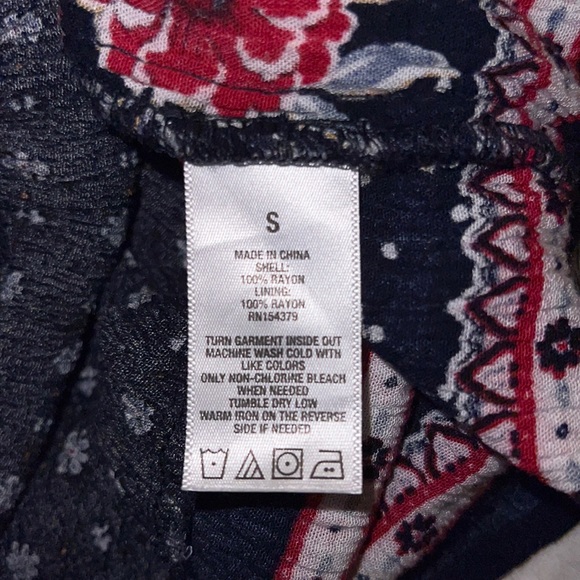 S
MADE IN CHINA
SHELL:
100% RAYON
LINING:
100% RAYON
RN154379
TURN GARMENT INSIDE OUT
MACHINE WASH COLD WITH
LIKE COLORS
ONLY NON-CHLORINE BLEACH
WHEN NEEDED
TUMBLE DRY LOW
WARM IRON ON THE REVERSE
SIDE IF NEEDED